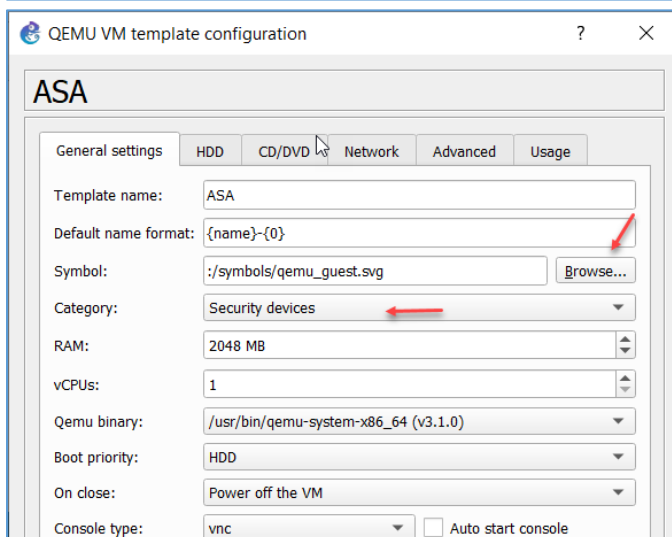 QEMU VM template configuration ?
ASA
General settings HDD CD/DVD Network Advanced Usage
Template name: ASA
Default name format: {name}-{0}
Symbol: :/symbols/qemu_guest.svg Browse...
Category: Security devices
RAM: 2048 MB
vCPUs: 1
Qemu binary: /usr/bin/qemu-system-x86_64 (v3.1.0)
Boot priority: HDD
On close: Power off the VM
Console type: vnc Auto start console